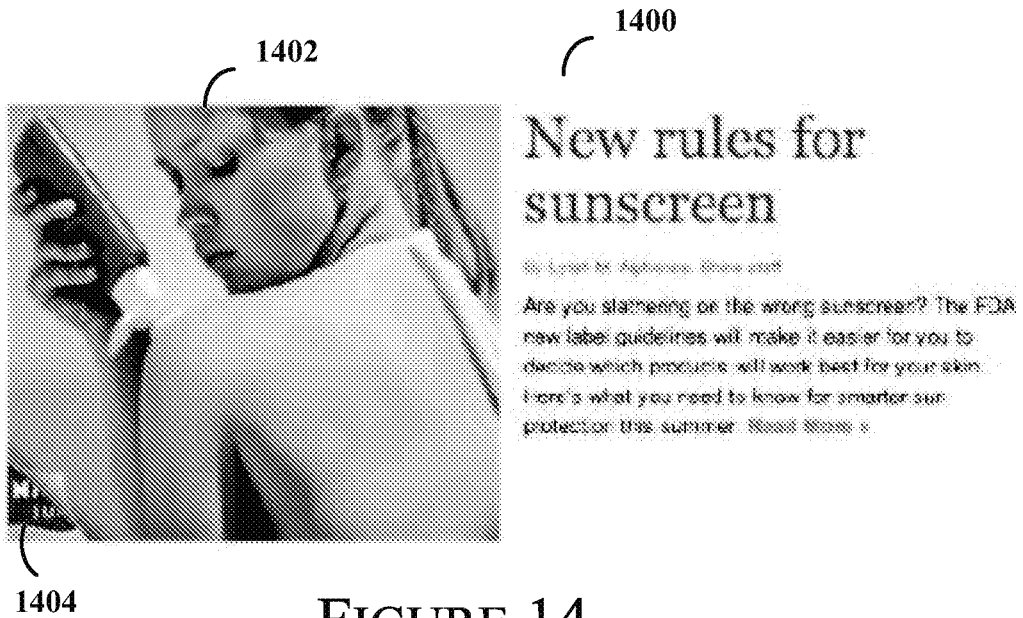 1400
1402
New rules for
sunscreen
Are you slathering on the wrong sunscreen? The FDA
new label guidelines will make it easier for you to
decide which products will work best for your skin.
Here's what you need to know for smarter sun
protection this summer. Read More »
1404
FIGURE 14